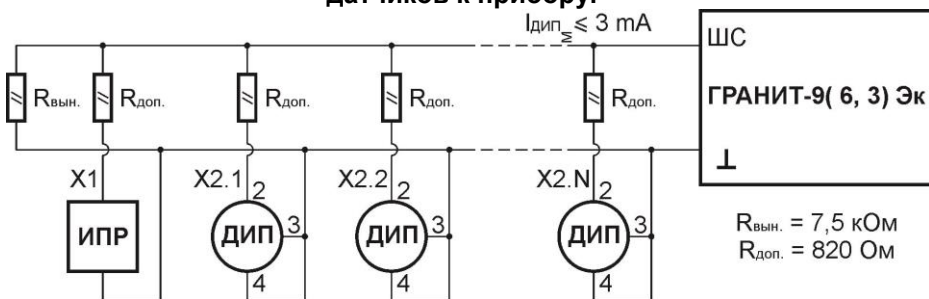 датчиков к прибору.
Iдип_м ≤ 3 mA
ШС
Rвын. Rдоп. Rдоп. Rдоп. Rдоп.
ГРАНИТ-9( 6, 3) Эк
⊥
X1 X2.1 2 X2.2 2 X2.N 2
ИПР ДИП 3 ДИП 3 ДИП 3
4 4 4
Rвын. = 7,5 кОм
Rдоп. = 820 Ом